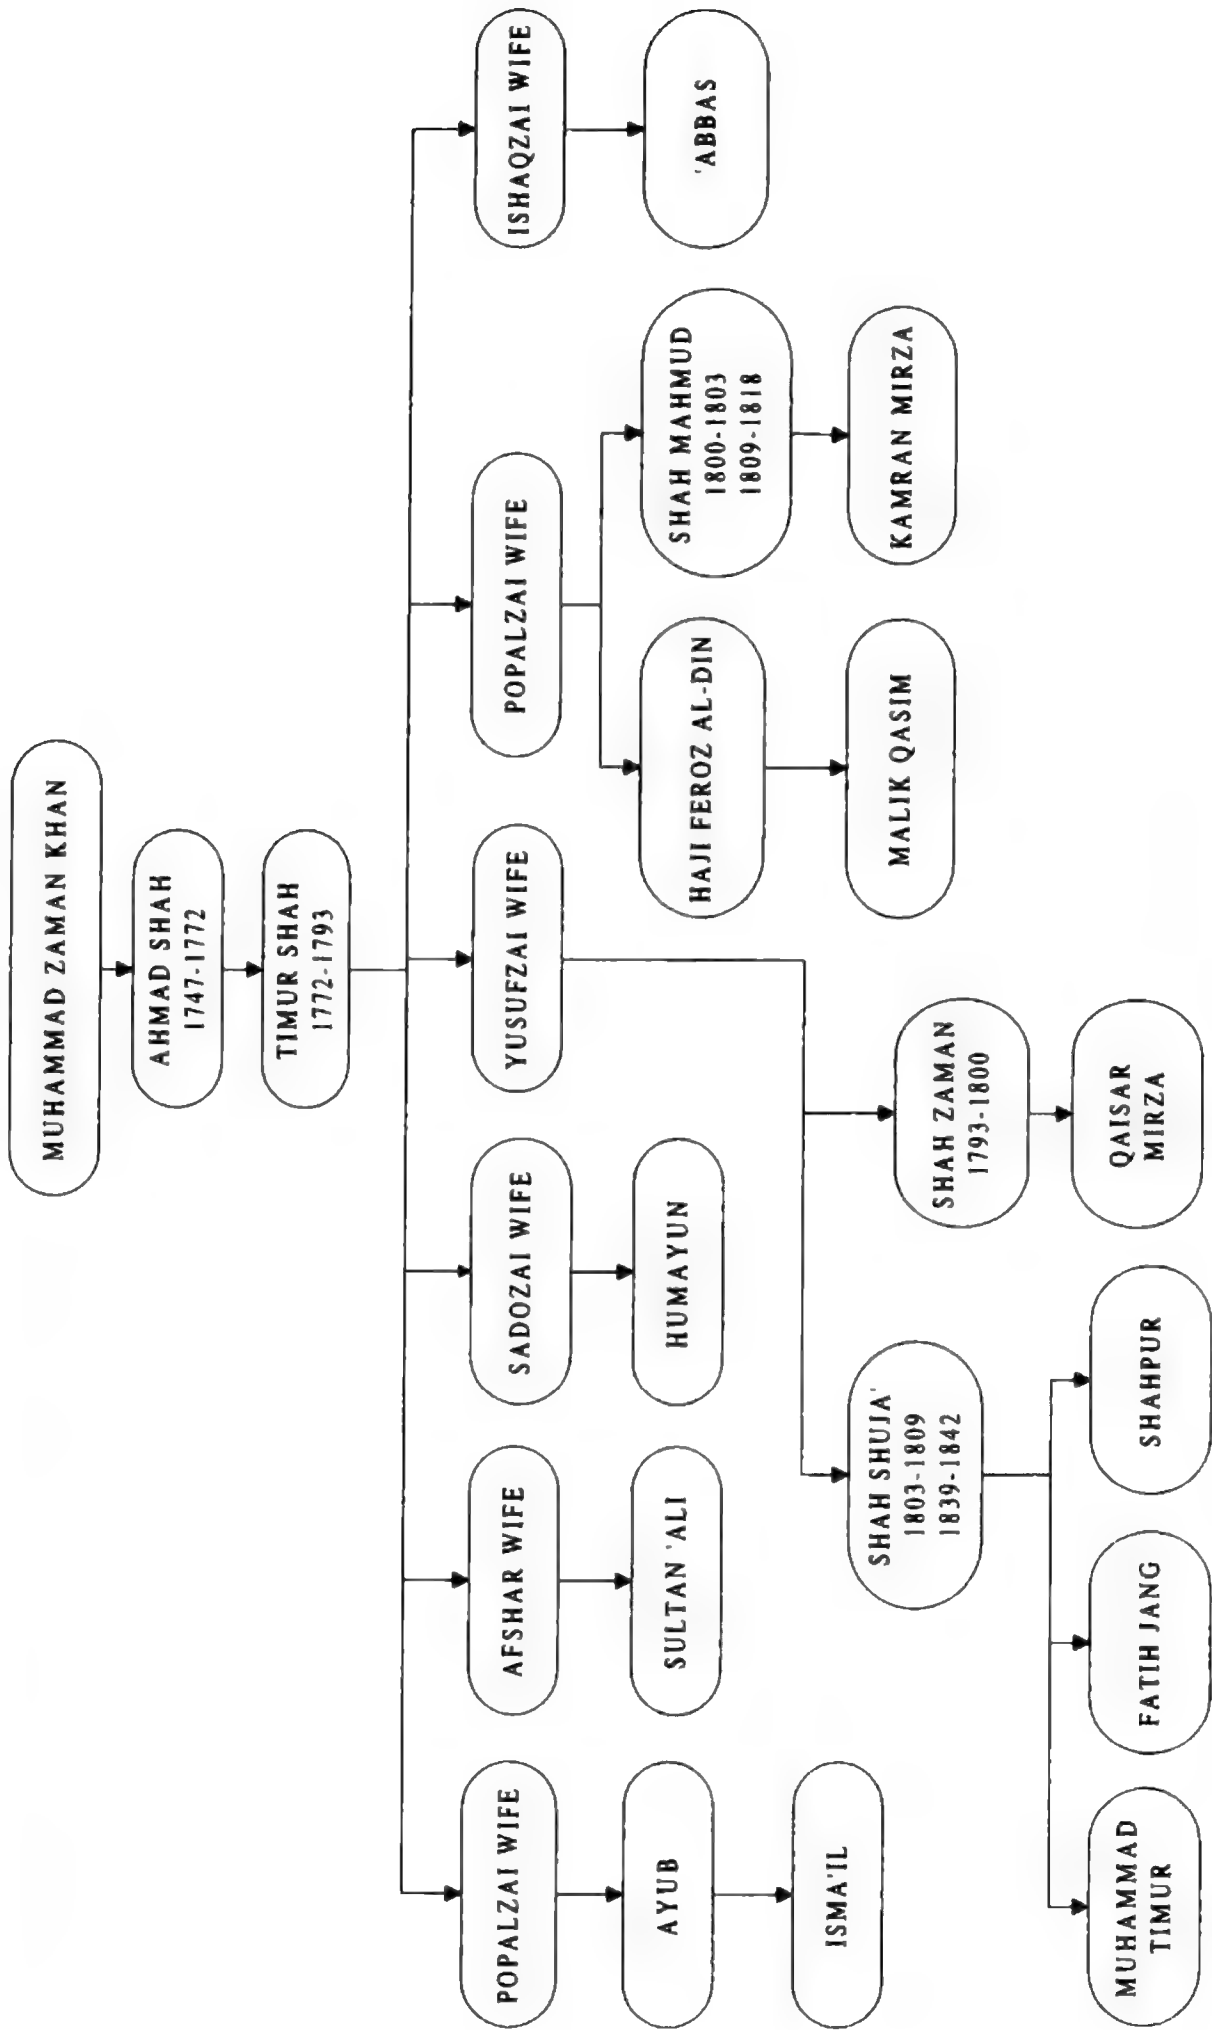 MUHAMMAD ZAMAN KHAN
AHMAD SHAH
1747-1772
TIMUR SHAH
1772-1793
POPALZAI WIFE
AFSHAR WIFE
SADOZAI WIFE
YUSUFZAI WIFE
POPALZAI WIFE
ISHAQZAI WIFE
AYUB
SULTAN 'ALI
HUMAYUN
HAJI FEROZ AL-DIN
SHAH MAHMUD
1800-1803
1809-1818
'ABBAS
ISMA'IL
SHAH SHUJA'
1803-1809
1839-1842
SHAH ZAMAN
1793-1800
MALIK QASIM
KAMRAN MIRZA
MUHAMMAD
TIMUR
FATIH JANG
SHAHPUR
QAISAR
MIRZA